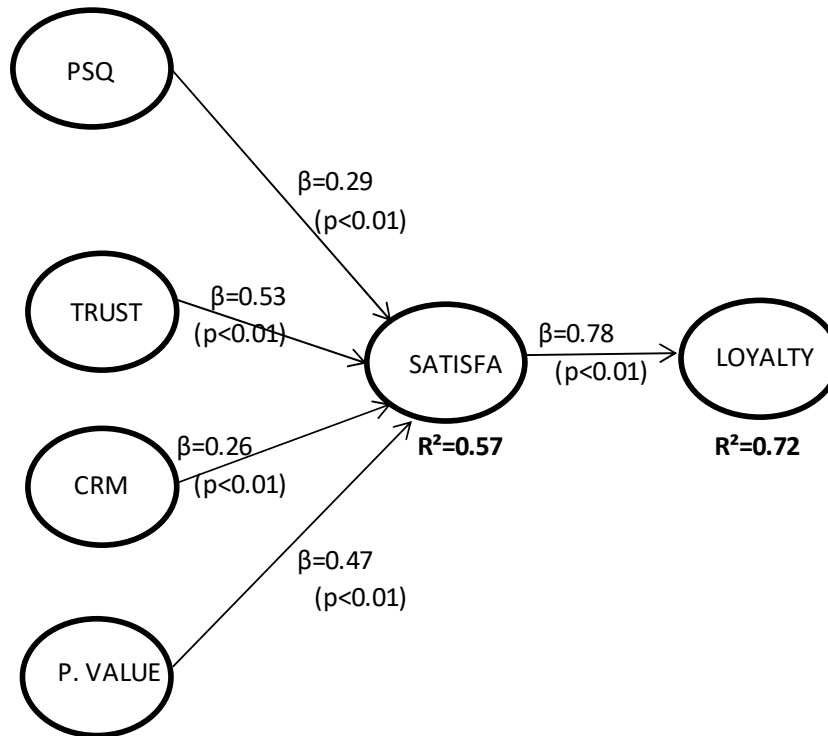 PSQ
β=0.29
(p<0.01)
TRUST
β=0.53
(p<0.01)
SATISFA
R²=0.57
β=0.78
(p<0.01)
LOYALTY
R²=0.72
CRM
β=0.26
(p<0.01)
P. VALUE
β=0.47
(p<0.01)